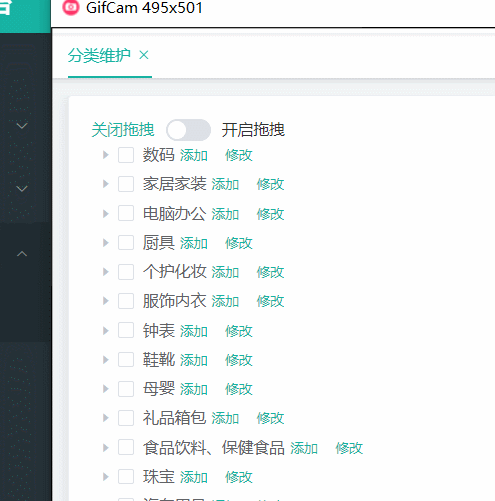 GifCam 495x501
分类维护
关闭拖拽 开启拖拽
数码 添加 修改
家居家装 添加 修改
电脑办公 添加 修改
厨具 添加 修改
个护化妆 添加 修改
服饰内衣 添加 修改
钟表 添加 修改
鞋靴 添加 修改
母婴 添加 修改
礼品箱包 添加 修改
食品饮料、保健食品 添加 修改
珠宝 添加 修改